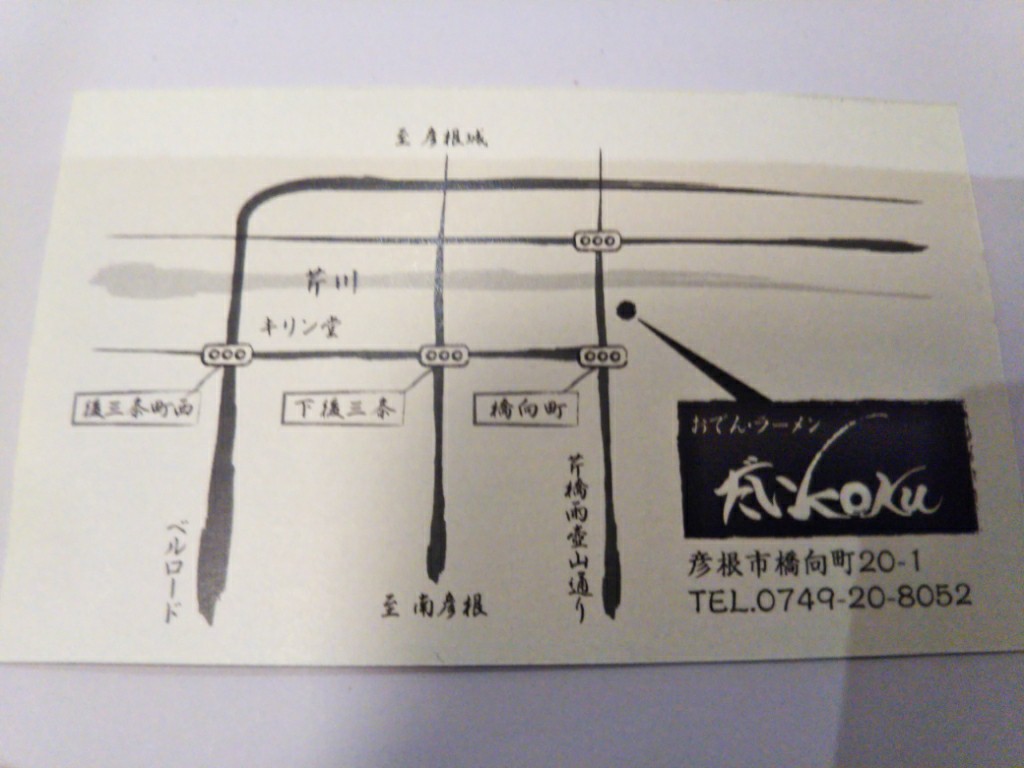 至 彦根城
芹川
キリン堂
後三条町西
下後三条
橋向町
おでん・ラーメン
彦根市橋向町20-1
TEL.0749-20-8052
ベルロード
至 南彦根
芹橋雨壺山通り